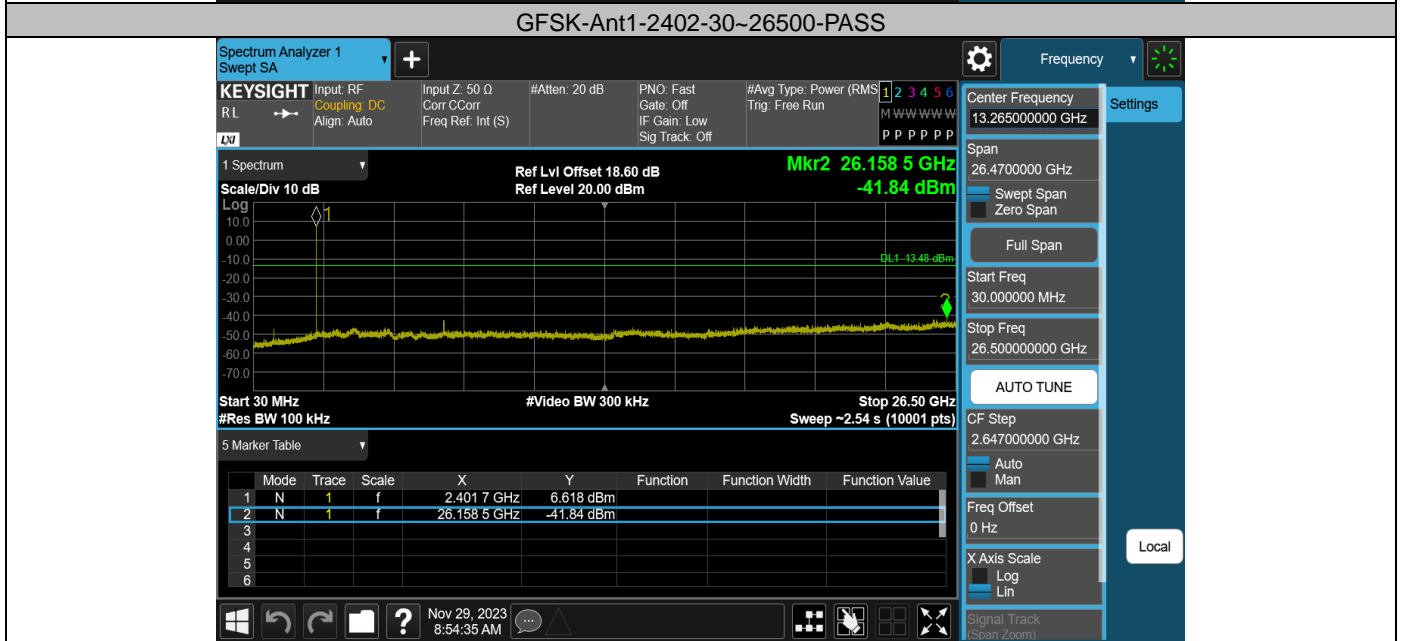 GFSK-Ant1-2402-30~26500-PASS
Spectrum Analyzer 1
Swept SA
Frequency
KEYSIGHT
R L
LXI
Input: RF
Coupling: DC
Align: Auto
Input Z: 50 Ω
Corr CCorr
Freq Ref: Int (S)
#Atten: 20 dB
PNO: Fast
Gate: Off
IF Gain: Low
Sig Track: Off
#Avg Type: Power (RMS
Trig: Free Run
1 2 3 4 5 6
M W W W W W
P P P P P P
Center Frequency
13.265000000 GHz
Settings
Span
26.4700000 GHz
Swept Span
Zero Span
Full Span
Start Freq
30.000000 MHz
Stop Freq
26.500000000 GHz
AUTO TUNE
CF Step
2.647000000 GHz
Auto
Man
Freq Offset
0 Hz
X Axis Scale
Log
Lin
Signal Track
(Span Zoom)
Local
1 Spectrum
Scale/Div 10 dB
Log
Ref Lvl Offset 18.60 dB
Ref Level 20.00 dBm
Mkr2 26.158 5 GHz
-41.84 dBm
10.0
0.00
-10.0
-20.0
-30.0
-40.0
-50.0
-60.0
-70.0
1
DL1 -13.48 dBm
2
Start 30 MHz
#Video BW 300 kHz
Stop 26.50 GHz
#Res BW 100 kHz
Sweep ~2.54 s (10001 pts)
5 Marker Table
Mode Trace Scale X Y Function Function Width Function Value
1 N 1 f 2.401 7 GHz 6.618 dBm
2 N 1 f 26.158 5 GHz -41.84 dBm
3
4
5
6
?
Nov 29, 2023
8:54:35 AM